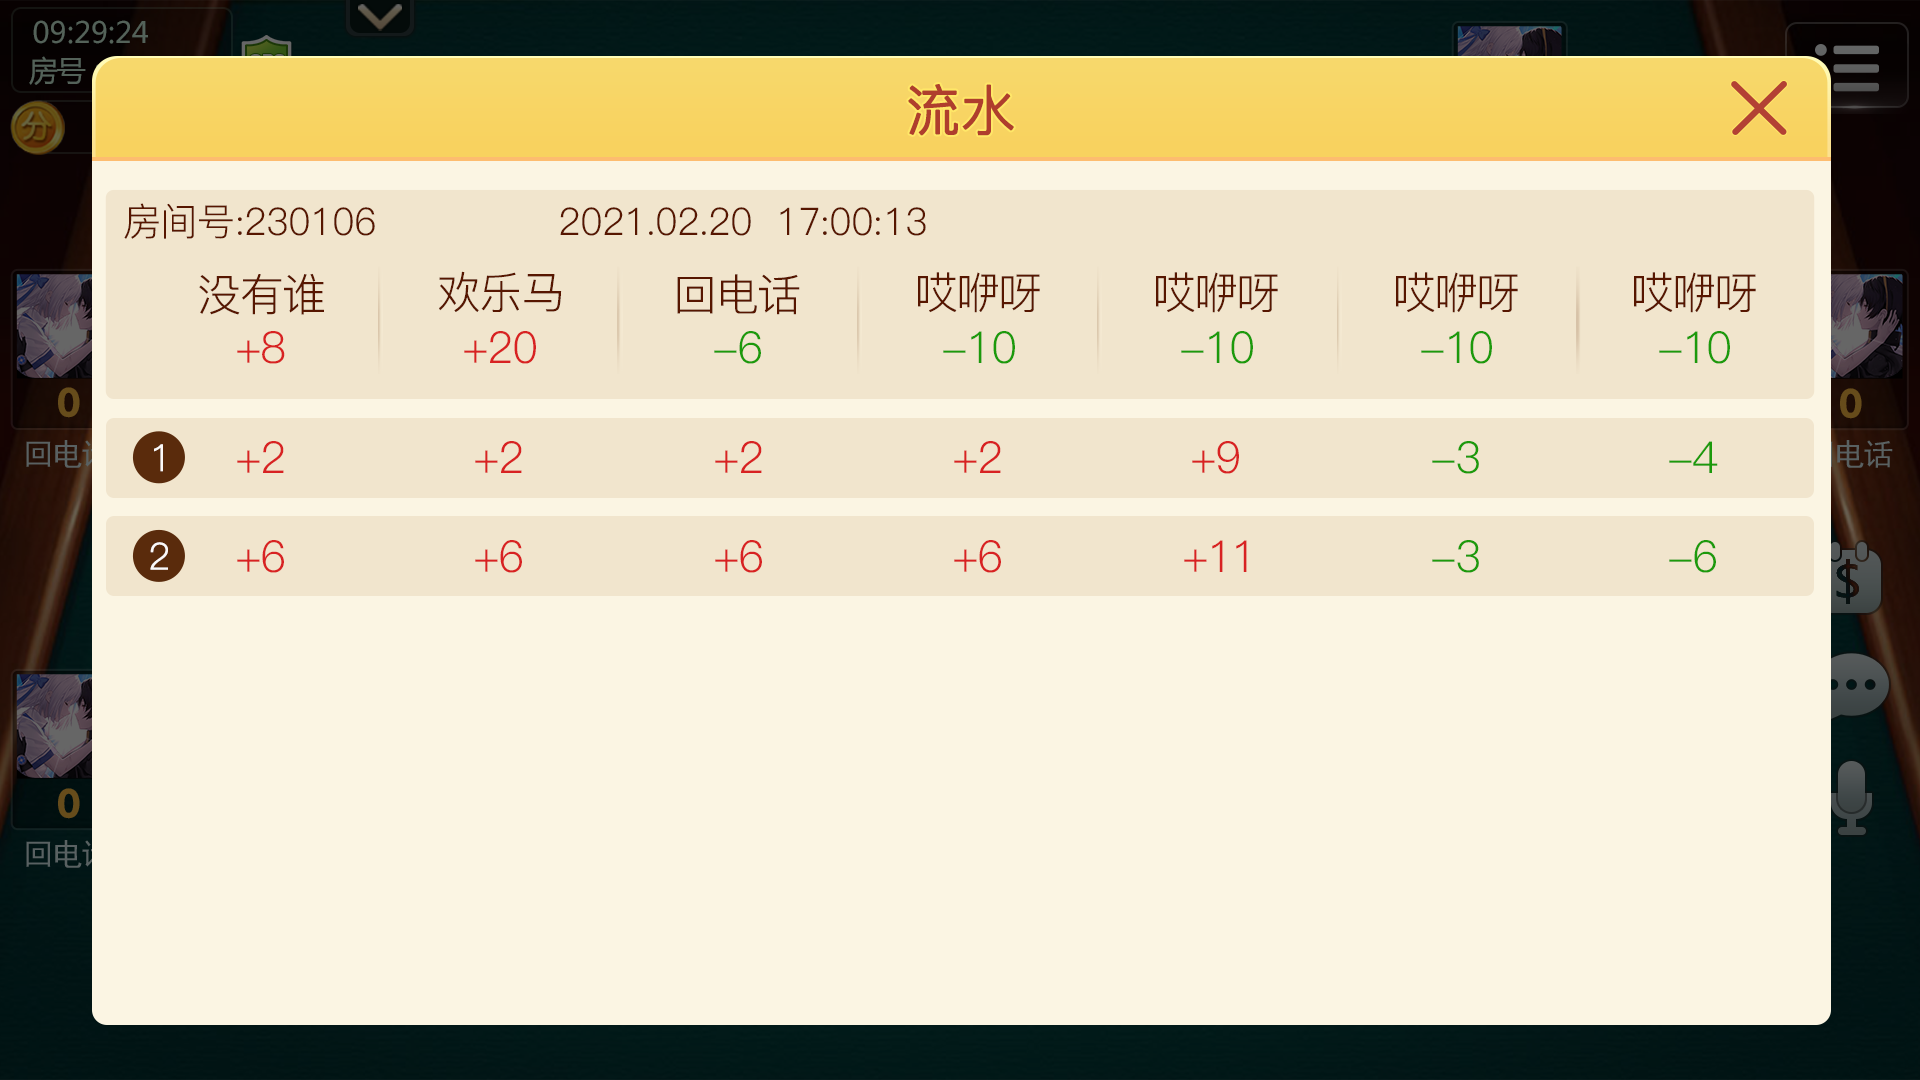 09:29:24
房号
分
流水
房间号:230106 2021.02.20 17:00:13
没有谁 欢乐马 回电话 哎咿呀 哎咿呀 哎咿呀 哎咿呀
+8 +20 -6 -10 -10 -10 -10
1 +2 +2 +2 +2 +9 -3 -4
2 +6 +6 +6 +6 +11 -3 -6
0 0
回电 电话
$
0
回电